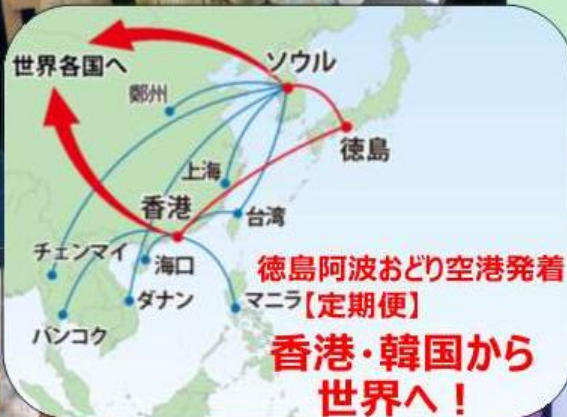 ソウル
世界各国へ
鄭州
徳島
上海
香港
台湾
チェンマイ
海口
ダナン
マニラ
バンコク
徳島阿波おどり空港発着
【定期便】
香港・韓国から
世界へ！